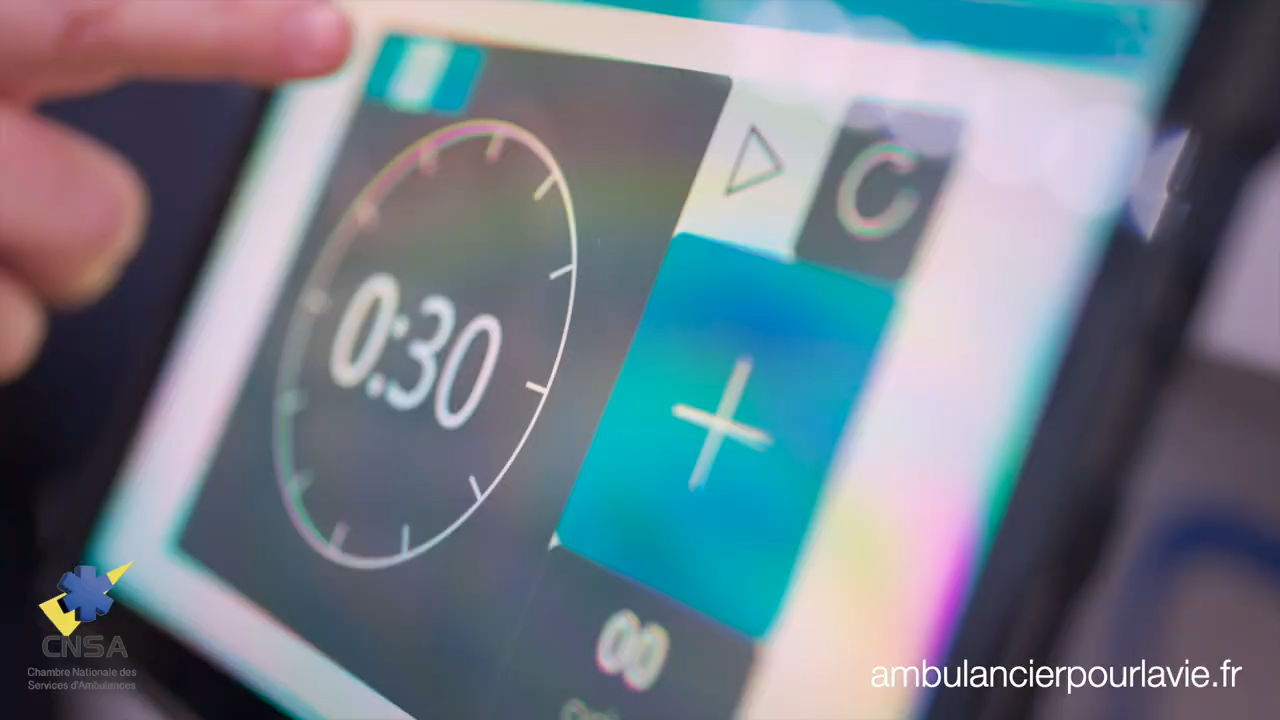 0:30
00
CNSA
Chambre Nationale des
Services d'Ambulances
ambulancierpourlavie.fr